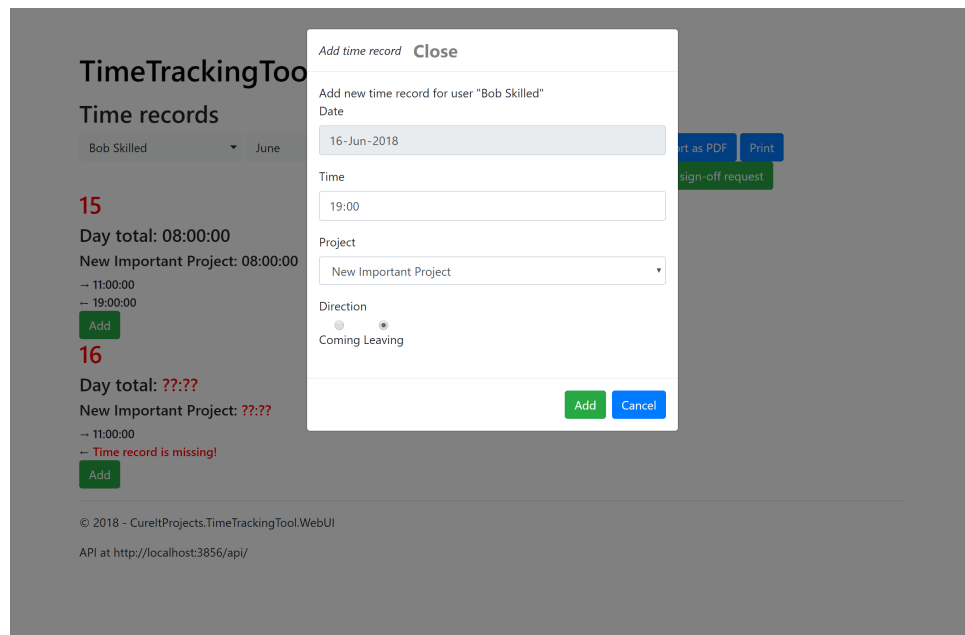 TimeTrackingToo
Time records
Bob Skilled
June
rt as PDF
Print
sign-off request
15
Day total: 08:00:00
New Important Project: 08:00:00
→ 11:00:00
← 19:00:00
Add
16
Day total: ??:??
New Important Project: ??:??
→ 11:00:00
← Time record is missing!
Add
© 2018 - CureItProjects.TimeTrackingTool.WebUI
API at http://localhost:3856/api/
Add time record Close
Add new time record for user "Bob Skilled"
Date
16-Jun-2018
Time
19:00
Project
New Important Project
Direction
Coming Leaving
Add
Cancel